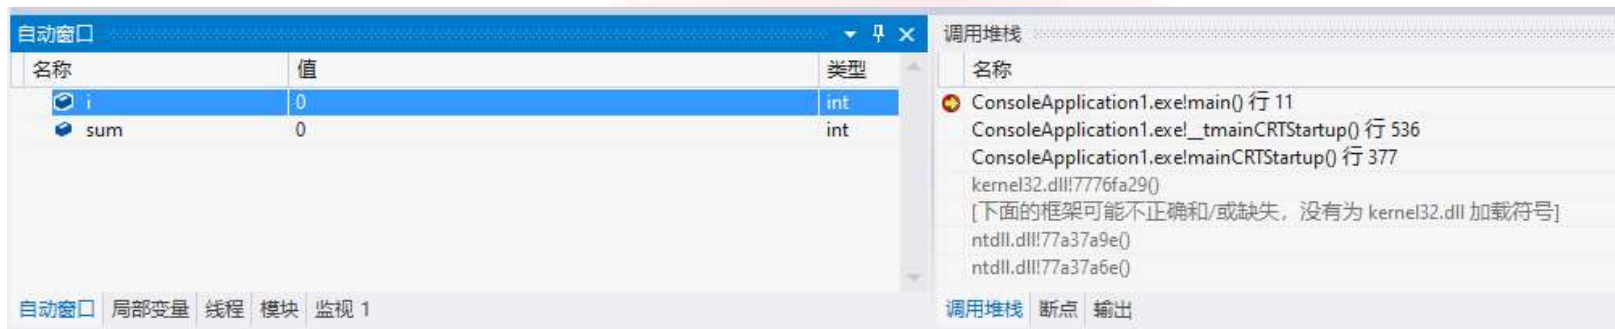 自动窗口
名称 值 类型
i 0 int
sum 0 int
自动窗口 局部变量 线程 模块 监视 1
调用堆栈
名称
ConsoleApplication1.exe!main() 行 11
ConsoleApplication1.exe!__tmainCRTStartup() 行 536
ConsoleApplication1.exe!mainCRTStartup() 行 377
kernel32.dll!7776fa29()
[下面的框架可能不正确和/或缺失，没有为 kernel32.dll 加载符号]
ntdll.dll!77a37a9e()
ntdll.dll!77a37a6e()
调用堆栈 断点 输出